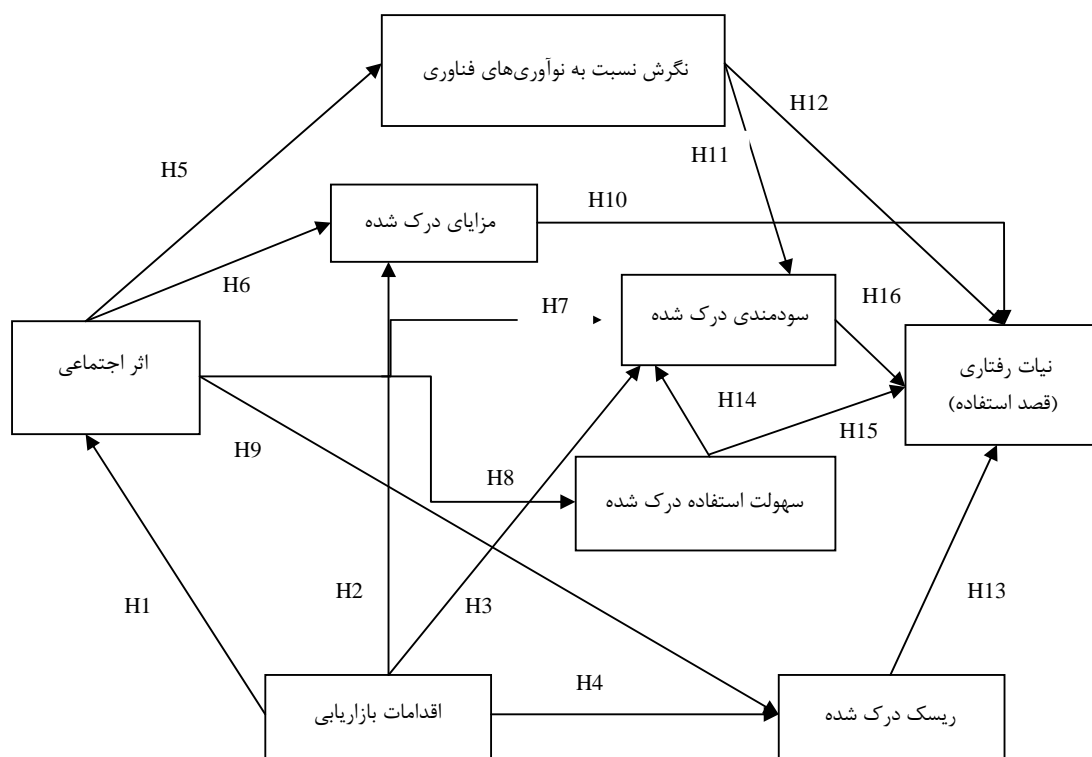 نگرش نسبت به نوآوری‌های فناوری
H12
H11
H5
مزایای درک شده
H10
H6
H7
سودمندی درک شده
H16
اثر اجتماعی
نیات رفتاری
(قصد استفاده)
H14
H15
H9
H8
سهولت استفاده درک شده
H1
H2
H3
H13
H4
اقدامات بازاریابی
ریسک درک شده